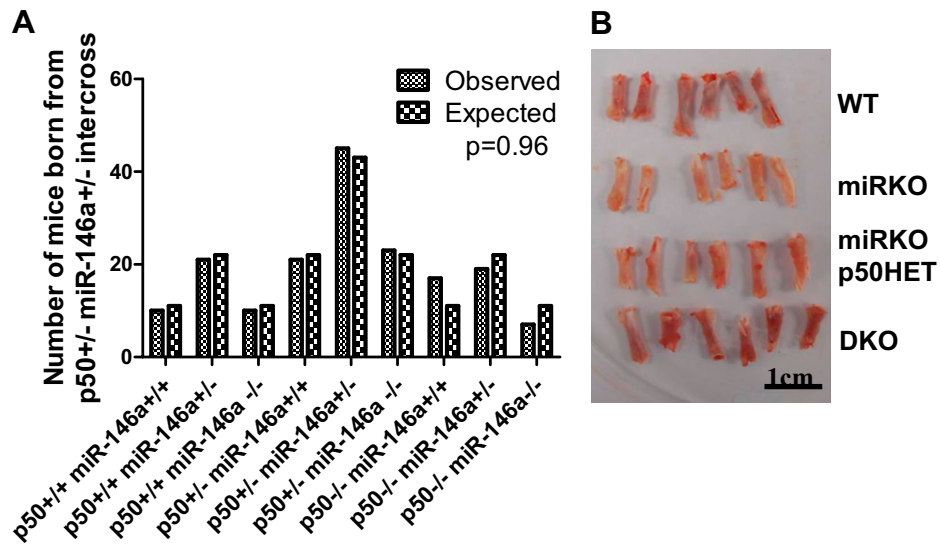 A
Number of mice born from
p50+/- miR-146a+/- intercross
60
40
20
0
Observed
Expected
p=0.96
p50+/+ miR-146a+/+
p50+/+ miR-146a+/-
p50+/+ miR-146a -/-
p50+/- miR-146a+/+
p50+/- miR-146a+/-
p50+/- miR-146a -/-
p50-/- miR-146a+/+
p50-/- miR-146a+/-
p50-/- miR-146a-/-
B
WT
miRKO
miRKO
p50HET
DKO
1cm